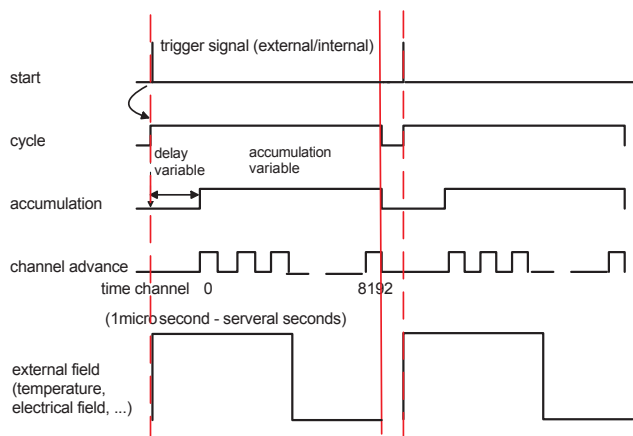 trigger signal (external/internal)
start
cycle
delay
variable
accumulation
variable
accumulation
channel advance
time channel 0 8192
(1micro second - serveral seconds)
external field
(temperature,
electrical field, ...)